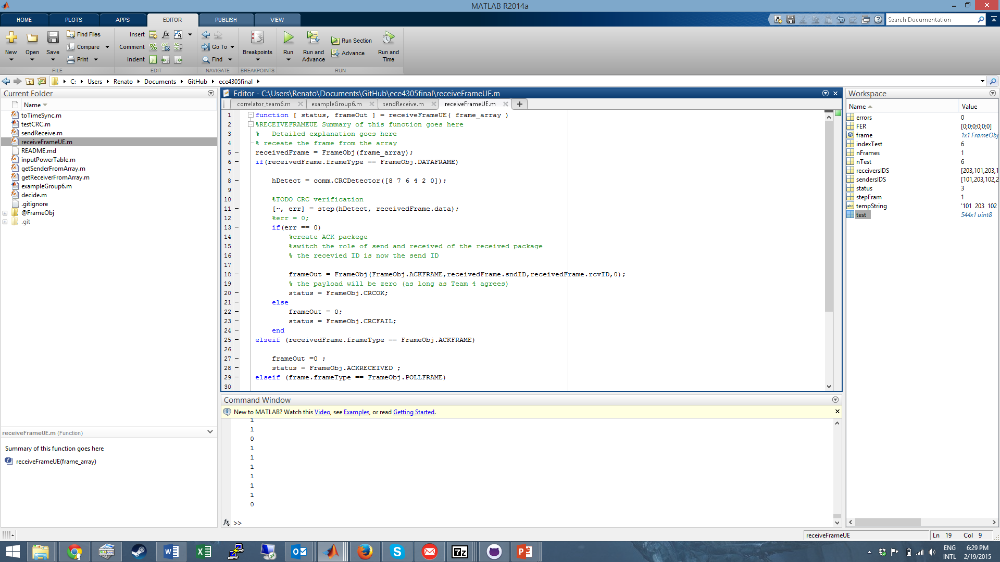 MATLAB R2014a
HOME PLOTS APPS EDITOR PUBLISH VIEW
Search Documentation
New Open Save
Find Files
Compare
Print
Insert
Comment
Indent
Go To
Find
Breakpoints
Run
Run and Advance
Run Section
Advance
Run and Time
FILE EDIT NAVIGATE BREAKPOINTS RUN
C: Users Renato Documents GitHub ece4305final
Current Folder
Name
toTimeSync.m
testCRC.m
sendReceive.m
receiveFrameUE.m
README.md
inputPowerTable.m
getSenderFromArray.m
getReceiverFromArray.m
exampleGroup6.m
decide.m
.gitignore
@FrameObj
.git
receiveFrameUE.m (Function)
Summary of this function goes here
receiveFrameUE(frame_array)
Editor - C:\Users\Renato\Documents\GitHub\ece4305final\receiveFrameUE.m
correlator_team6.m exampleGroup6.m sendReceive.m receiveFrameUE.m
1 function [ status, frameOut ] = receiveFrameUE( frame_array )
2 %RECEIVEFRAMEUE Summary of this function goes here
3 % Detailed explanation goes here
4 % receate the frame from the array
5 receivedFrame = FrameObj(frame_array);
6 if(receivedFrame.frameType == FrameObj.DATAFRAME)
7
8 hDetect = comm.CRCDetector([8 7 6 4 2 0]);
9
10 %TODO CRC verification
11 [~, err] = step(hDetect, receivedFrame.data);
12 %err = 0;
13 if(err == 0)
14 %create ACK packege
15 %switch the role of send and received of the received package
16 % the recevied ID is now the send ID
17
18 frameOut = FrameObj(FrameObj.ACKFRAME,receivedFrame.sndID,receivedFrame.rcvID,0);
19 % the payload will be zero (as long as Team 4 agrees)
20 status = FrameObj.CRCOK;
21 else
22 frameOut = 0;
23 status = FrameObj.CRCFAIL;
24 end
25 elseif (receivedFrame.frameType == FrameObj.ACKFRAME)
26
27 frameOut =0 ;
28 status = FrameObj.ACKRECEIVED ;
29 elseif (frame.frameType == FrameObj.POLLFRAME)
30
Command Window
New to MATLAB? Watch this Video, see Examples, or read Getting Started.
1
1
0
1
1
1
1
1
1
0
fx >>
Workspace
Name Value
errors 0
FER [0;0;0;0;0;0]
frame 1x1 FrameObj
indexTest 6
nFrames 1
nTest 6
receiversIDS [203,101,203,1
sendersIDS [101,203,102,2
status 3
stepFram 1
tempString '101 203 102
test 544x1 uint8
receiveFrameUE Ln 19 Col 9
ENG
INTL
6:29 PM
2/19/2015